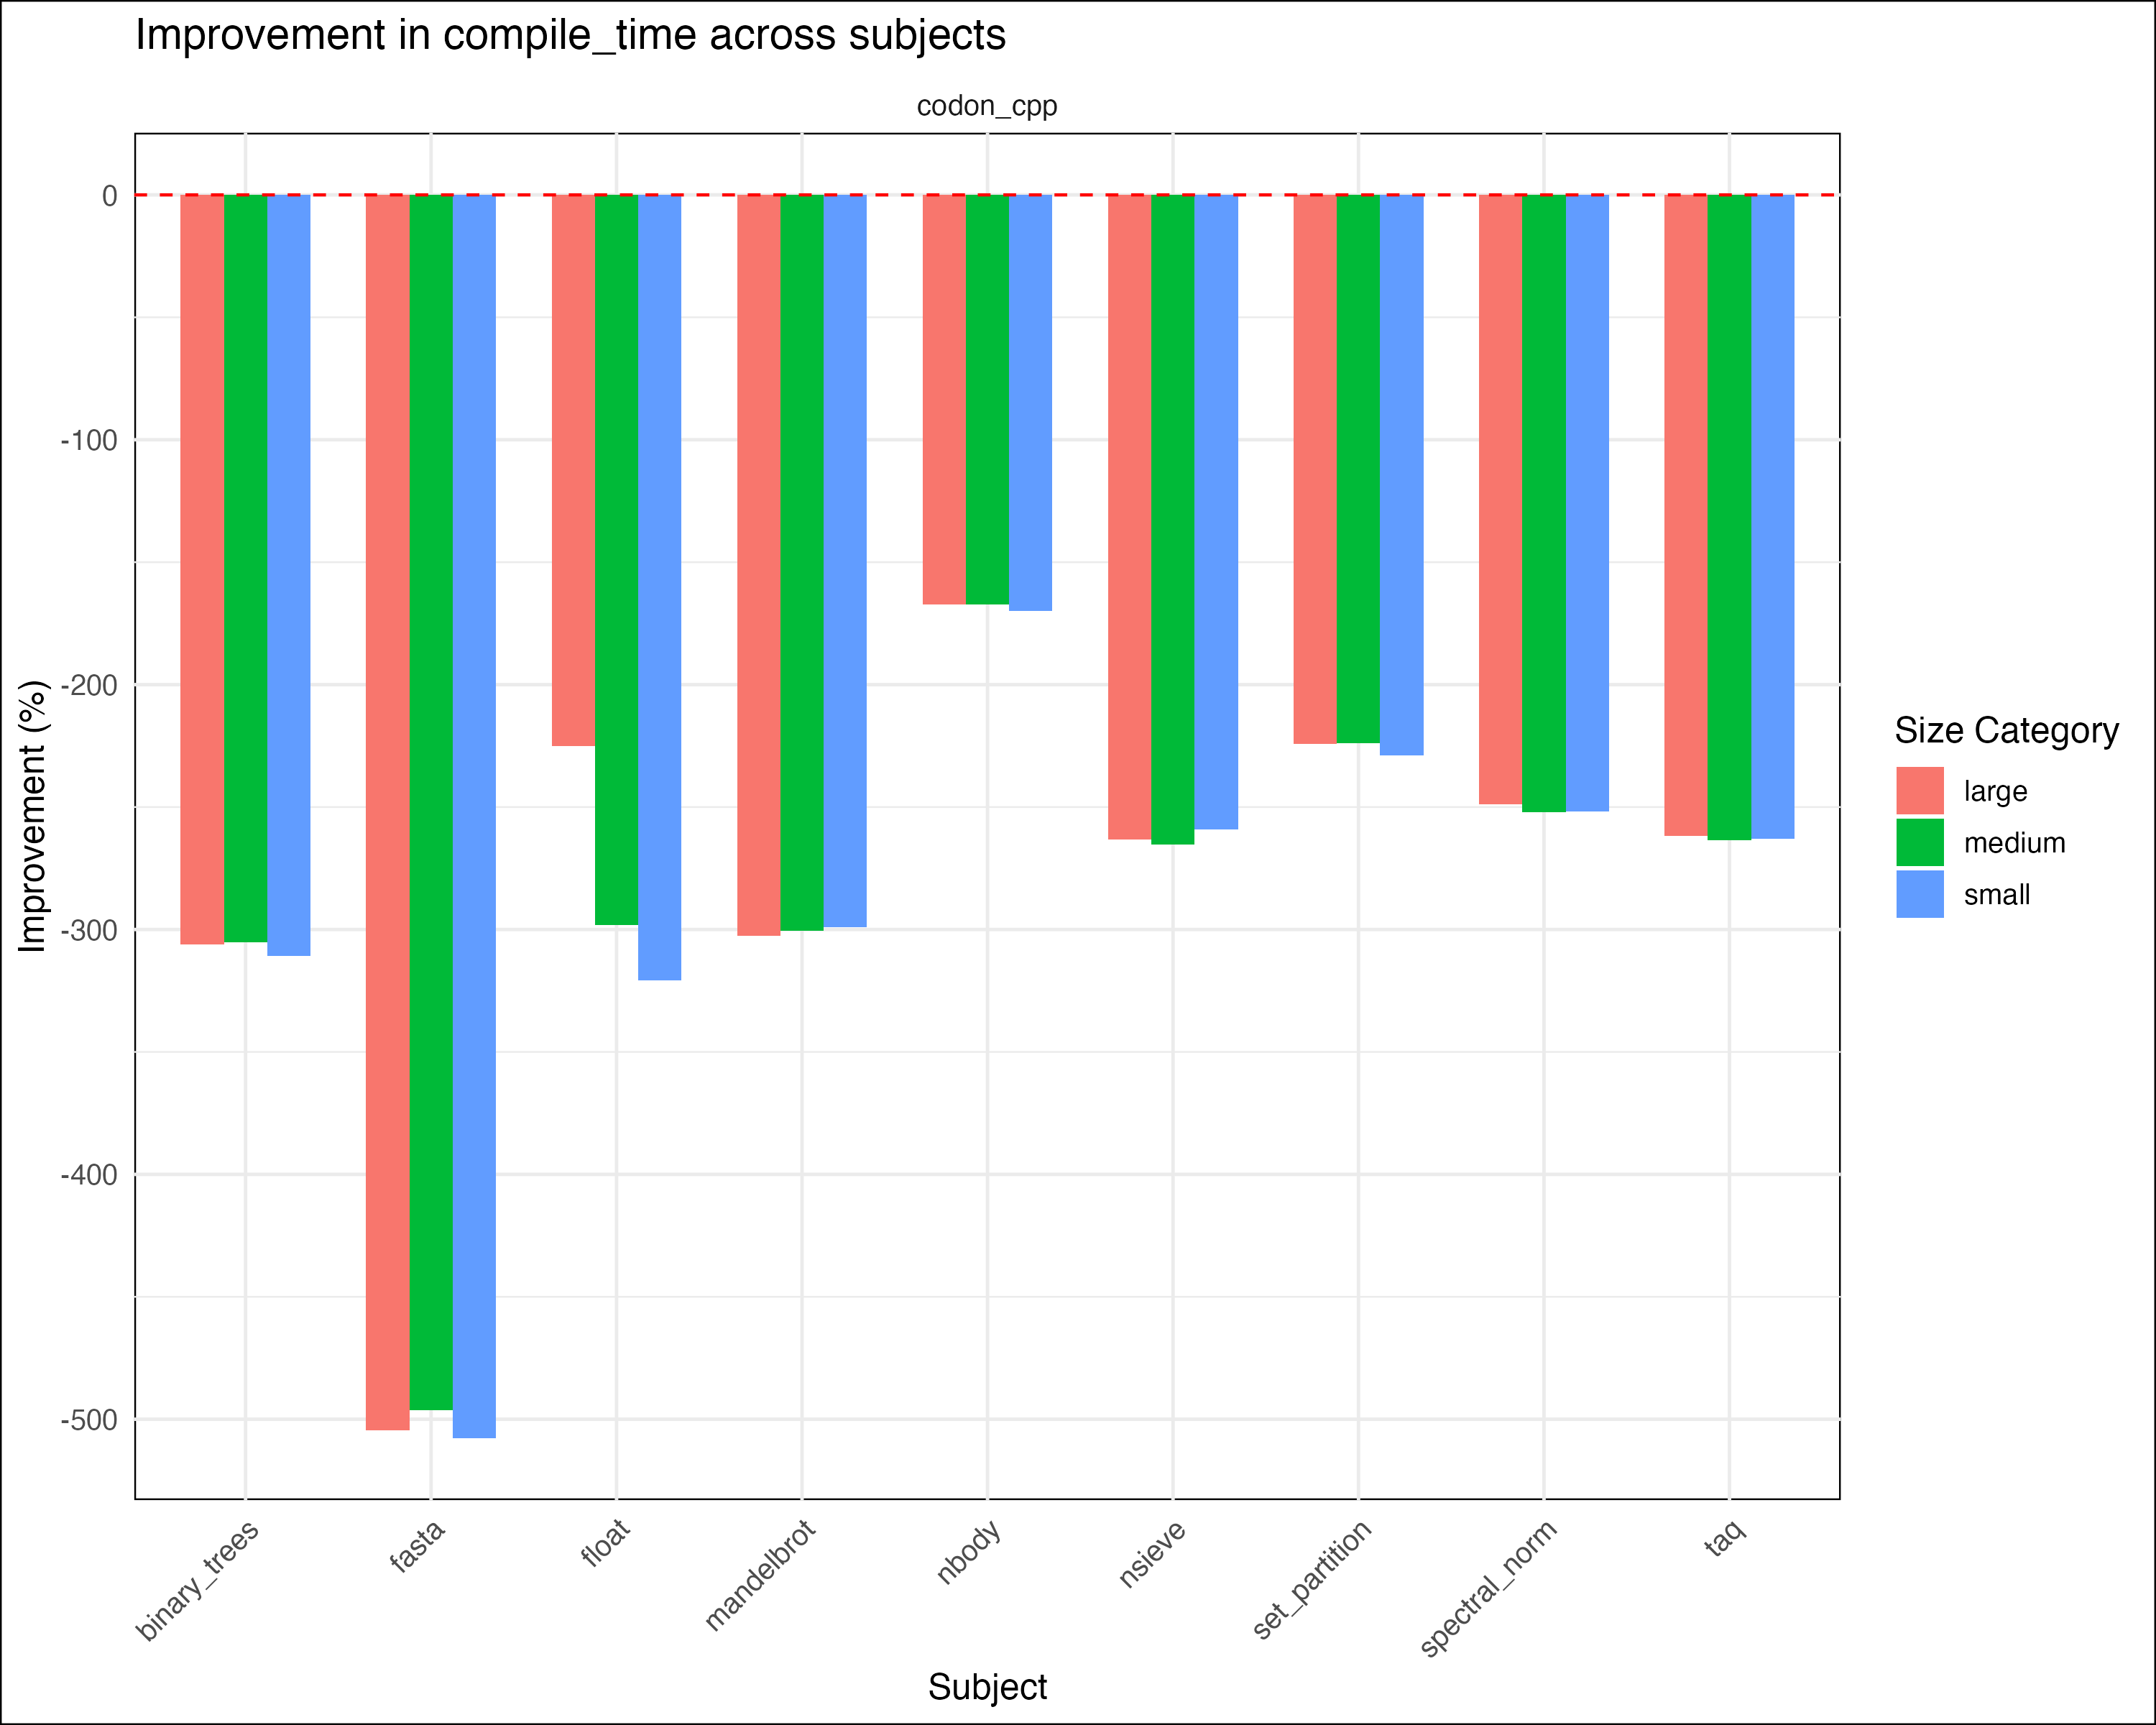 Improvement in compile_time across subjects
codon_cpp
0
-100
-200
-300
-400
-500
Improvement (%)
binary_trees
fasta
float
mandelbrot
nbody
nsieve
set_partition
spectral_norm
taq
Subject
Size Category
large
medium
small